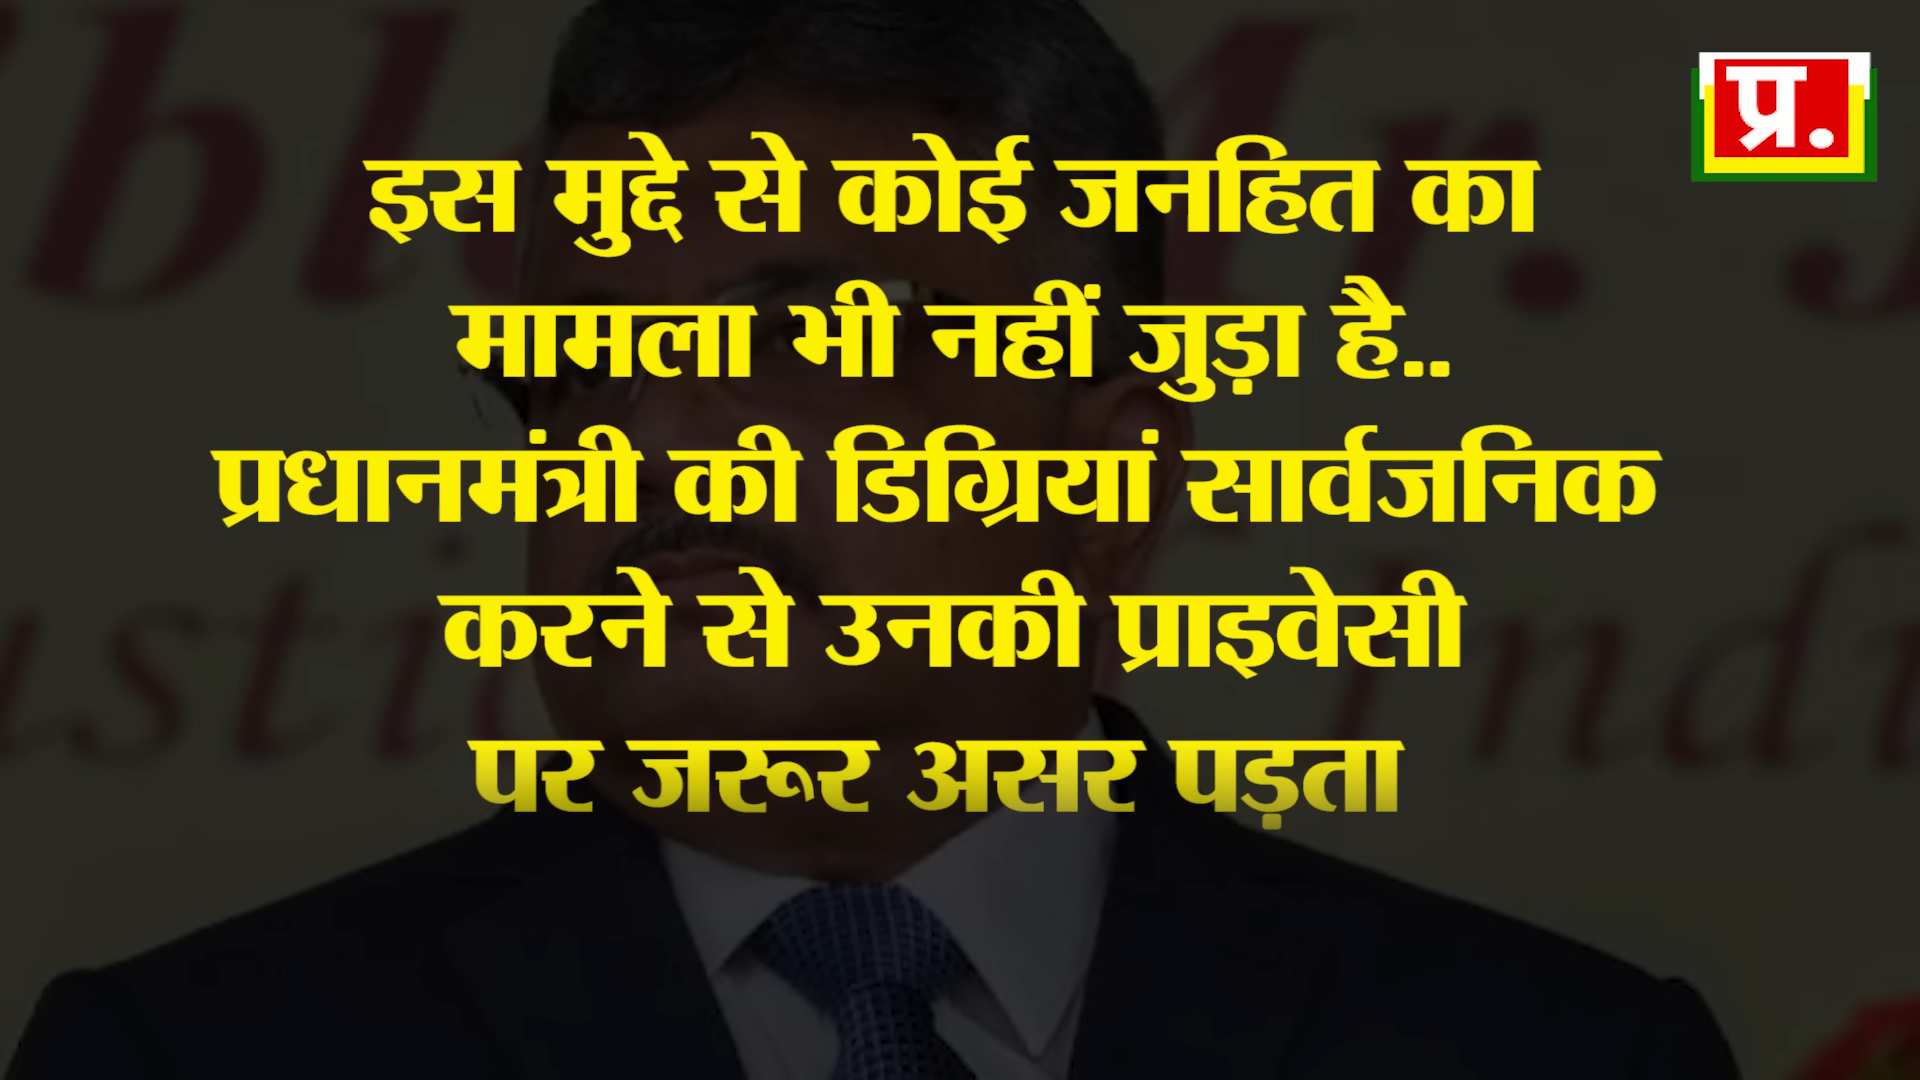 प्र.
इस मुद्दे से कोई जनहित का
मामला भी नहीं जुड़ा है..
प्रधानमंत्री की डिग्रियां सार्वजनिक
करने से उनकी प्राइवेसी
पर जरूर असर पड़ता